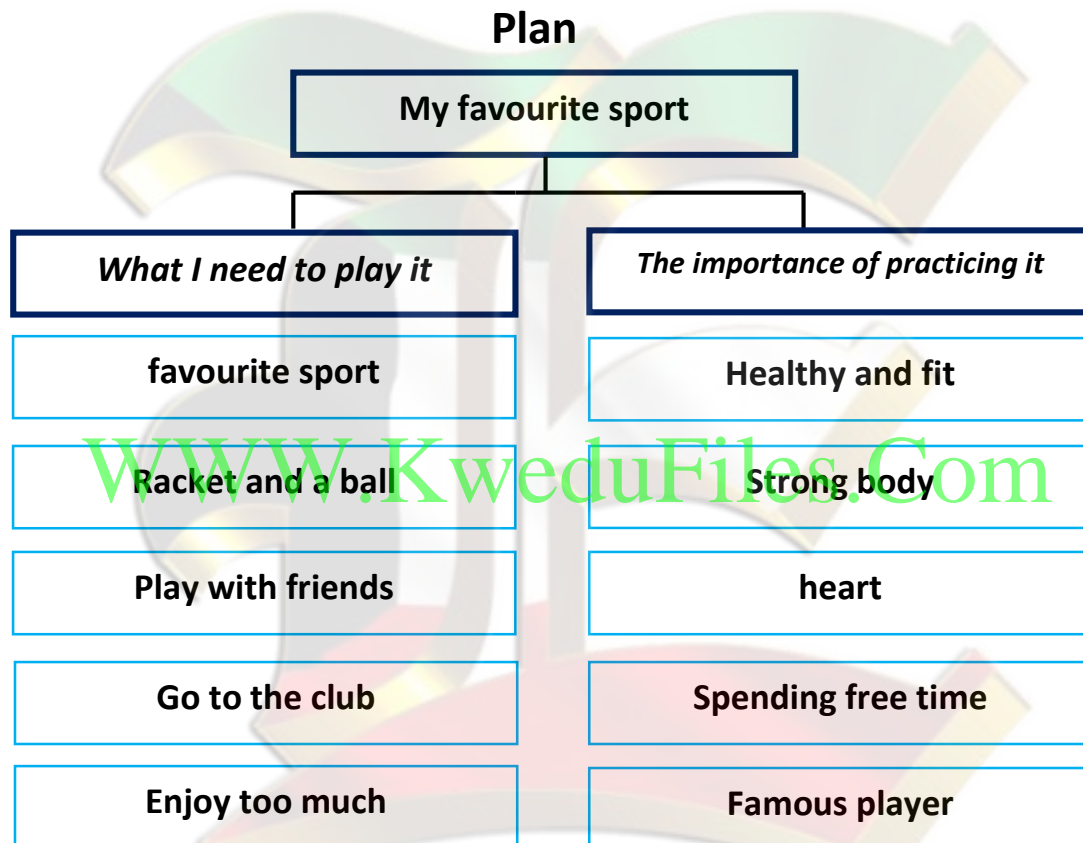 Plan
My favourite sport
What I need to play it
The importance of practicing it
favourite sport
Healthy and fit
Racket and a ball
Strong body
WWW.KweduFiles.Com
Play with friends
heart
Go to the club
Spending free time
Enjoy too much
Famous player